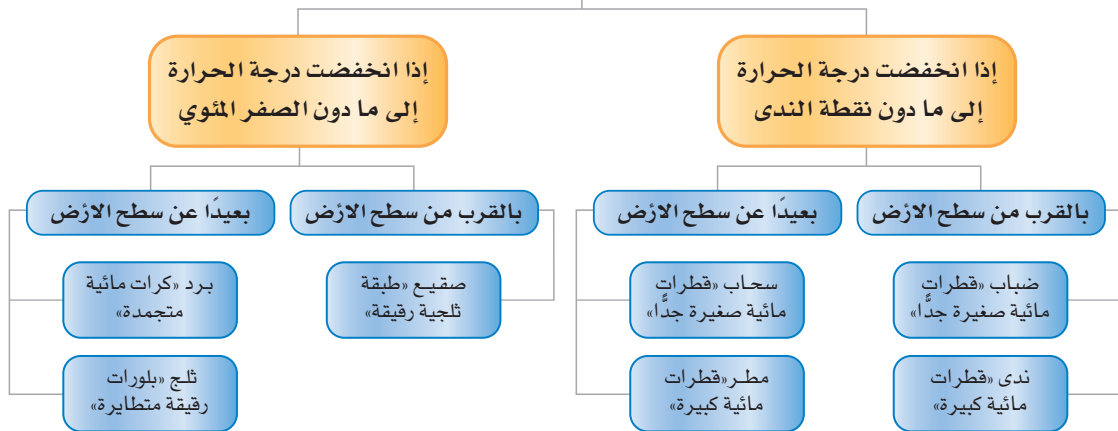 إذا انخفضت درجة الحرارة
إلى ما دون نقطة الندى
إذا انخفضت درجة الحرارة
إلى ما دون الصفر المئوي
بالقرب من سطح الأرض
بعيدًا عن سطح الأرض
بالقرب من سطح الأرض
بعيدًا عن سطح الأرض
ضباب «قطرات
مائية صغيرة جدًّا»
سحاب «قطرات
مائية صغيرة جدًّا»
صقيع «طبقة
ثلجية رقيقة»
برد «كرات مائية
متجمدة»
ندى «قطرات
مائية كبيرة»
مطر «قطرات
مائية كبيرة»
ثلج «بلورات
رقيقة متطايرة»